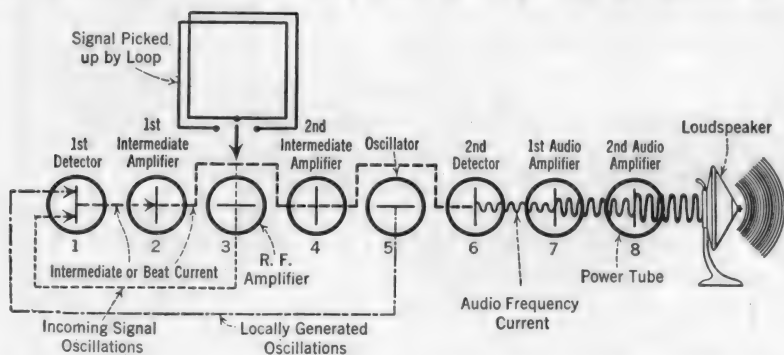 Signal Picked
up by Loop
1st
Detector
1st
Intermediate
Amplifier
2nd
Intermediate
Amplifier
Oscillator
2nd
Detector
1st Audio
Amplifier
2nd Audio
Amplifier
Loudspeaker
1
2
3
4
5
6
7
8
Intermediate or Beat Current
R. F.
Amplifier
Power Tube
Incoming Signal
Oscillations
Locally Generated
Oscillations
Audio Frequency
Current